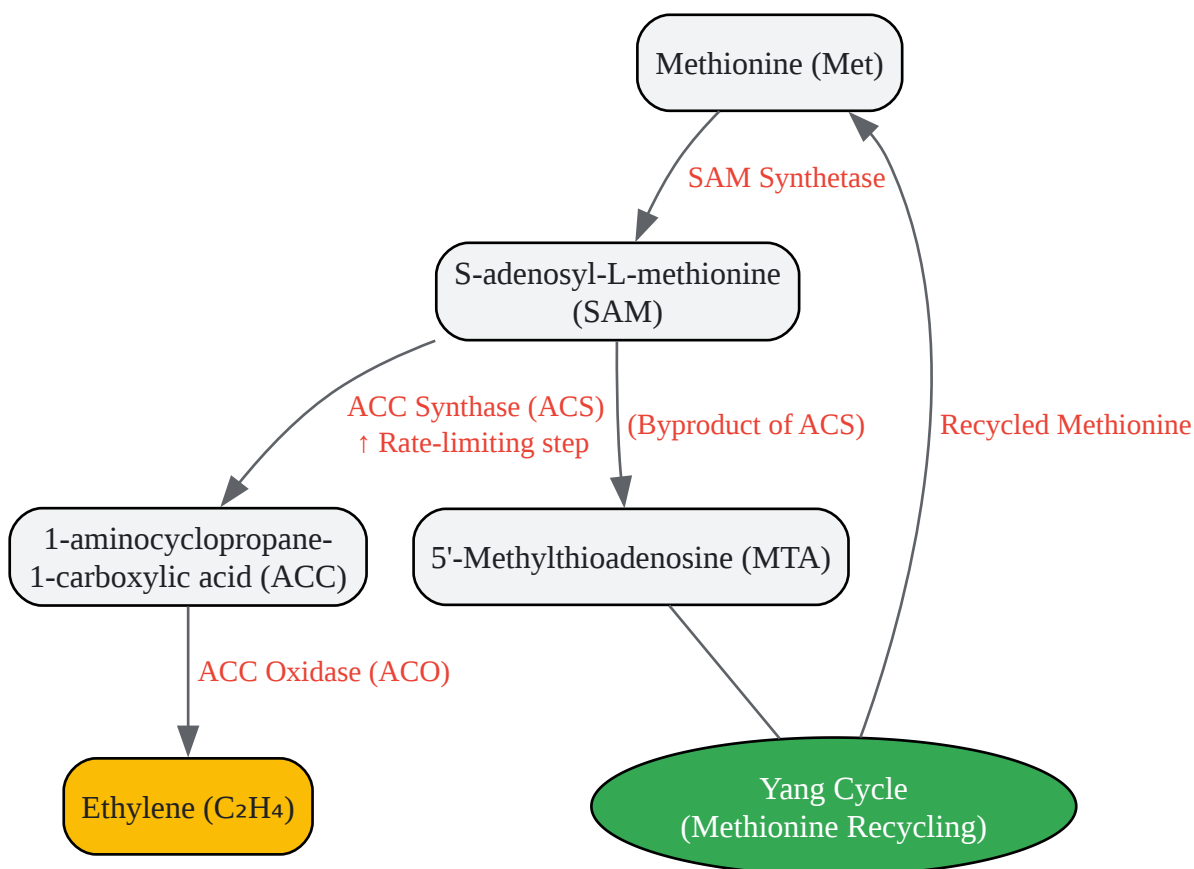 Methionine (Met)
SAM Synthetase
S-adenosyl-L-methionine
(SAM)
ACC Synthase (ACS)
↑ Rate-limiting step
(Byproduct of ACS)
Recycled Methionine
1-aminocyclopropane-
1-carboxylic acid (ACC)
5'-Methylthioadenosine (MTA)
ACC Oxidase (ACO)
Ethylene (C₂H₄)
Yang Cycle
(Methionine Recycling)